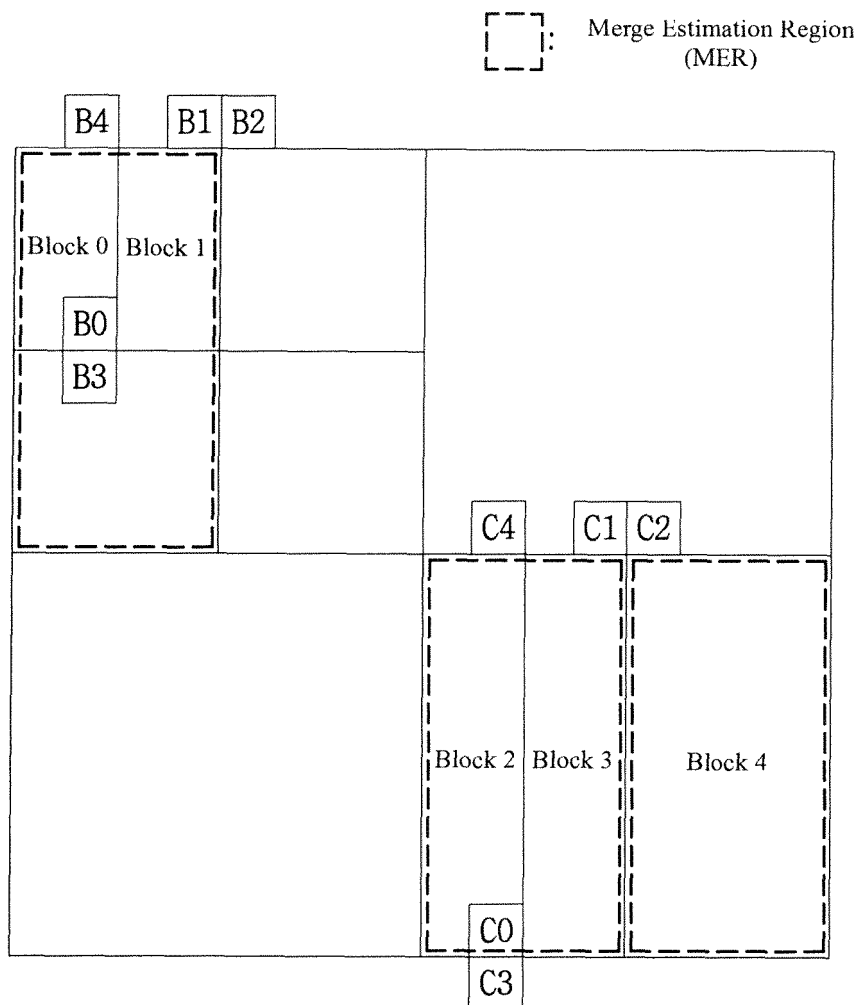 : Merge Estimation Region
(MER)
B4 B1 B2
Block 0 Block 1
B0
B3
C4 C1 C2
Block 2 Block 3 Block 4
C0
C3